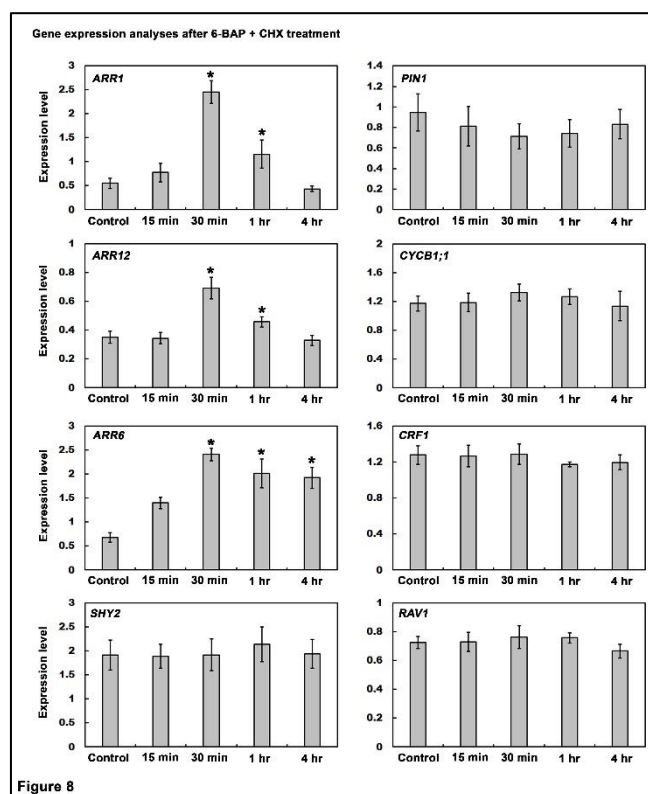 Gene expression analyses after 6-BAP + CHX treatment
ARR1
Expression level
3
2.5
2
1.5
1
0.5
0
*
*
Control 15 min 30 min 1 hr 4 hr
PIN1
1.4
1.2
1
0.8
0.6
0.4
0.2
0
Control 15 min 30 min 1 hr 4 hr
ARR12
Expression level
1
0.8
0.6
0.4
0.2
0
*
*
Control 15 min 30 min 1 hr 4 hr
CYCB1;1
2
1.6
1.2
0.8
0.4
0
Control 15 min 30 min 1 hr 4 hr
ARR6
Expression level
3
2.5
2
1.5
1
0.5
0
*
*
*
Control 15 min 30 min 1 hr 4 hr
CRF1
1.6
1.2
0.8
0.4
0
Control 15 min 30 min 1 hr 4 hr
SHY2
Expression level
3
2.5
2
1.5
1
0.5
0
Control 15 min 30 min 1 hr 4 hr
RAV1
1
0.8
0.6
0.4
0.2
0
Control 15 min 30 min 1 hr 4 hr
Figure 8